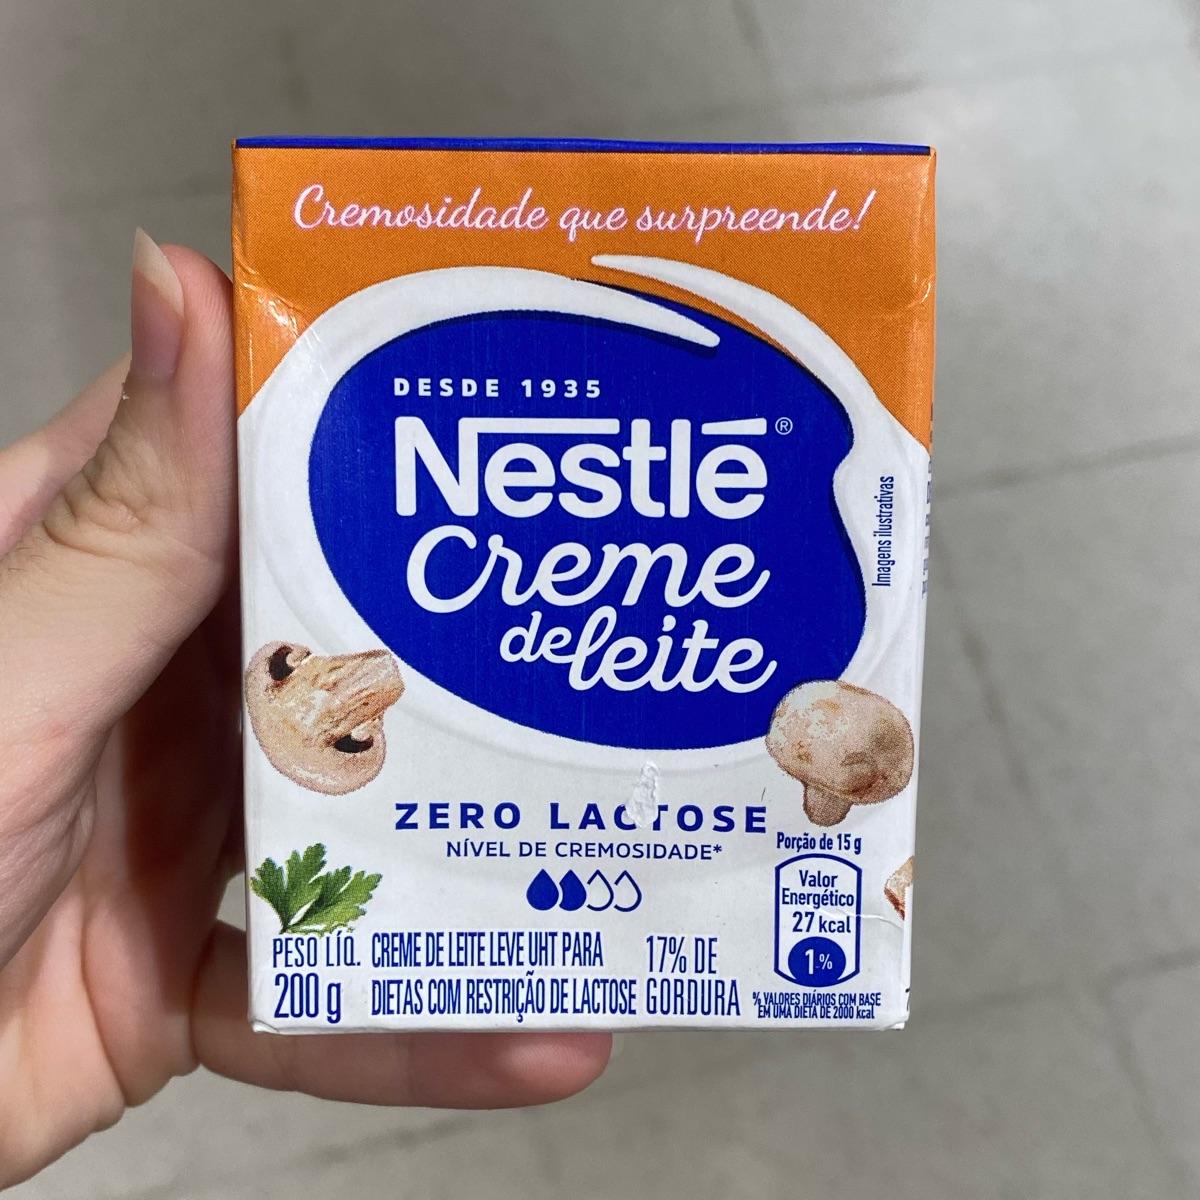 Cremosidade que surpreende!
DESDE 1935
Nestlé®
Creme
de leite
Imagens ilustrativas
ZERO LACTOSE
NÍVEL DE CREMOSIDADE*
Porção de 15 g
Valor
Energético
27 kcal
1%
% VALORES DIÁRIOS COM BASE
EM UMA DIETA DE 2000 kcal
PESO LÍQ.
200 g
CREME DE LEITE LEVE UHT PARA
DIETAS COM RESTRIÇÃO DE LACTOSE
17% DE
GORDURA